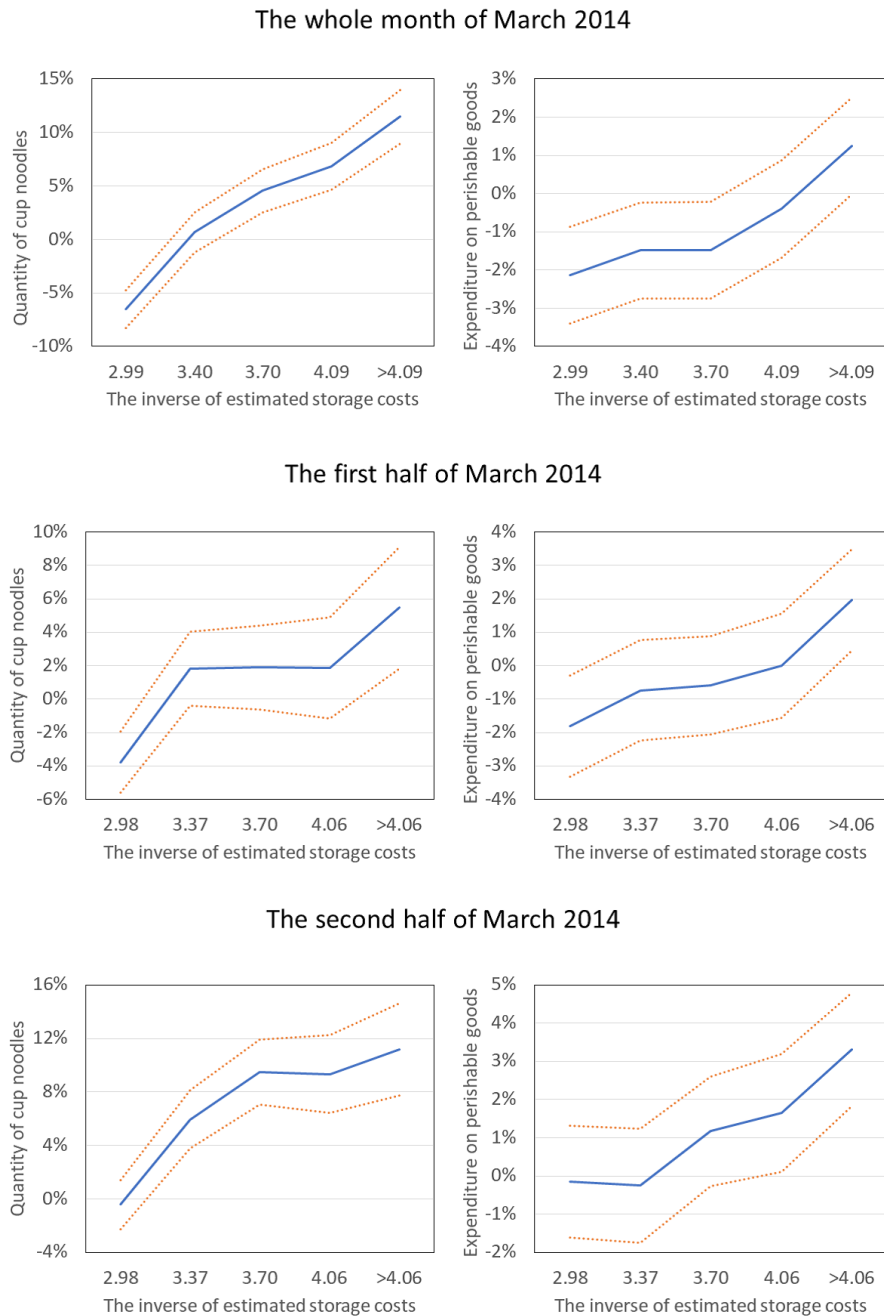 The whole month of March 2014
Quantity of cup noodles
15%
10%
5%
0%
-5%
-10%
2.99 3.40 3.70 4.09 >4.09
The inverse of estimated storage costs
Expenditure on perishable goods
3%
2%
1%
0%
-1%
-2%
-3%
-4%
2.99 3.40 3.70 4.09 >4.09
The inverse of estimated storage costs
The first half of March 2014
Quantity of cup noodles
10%
8%
6%
4%
2%
0%
-2%
-4%
-6%
2.98 3.37 3.70 4.06 >4.06
The inverse of estimated storage costs
Expenditure on perishable goods
4%
3%
2%
1%
0%
-1%
-2%
-3%
-4%
2.98 3.37 3.70 4.06 >4.06
The inverse of estimated storage costs
The second half of March 2014
Quantity of cup noodles
16%
12%
8%
4%
0%
-4%
2.98 3.37 3.70 4.06 >4.06
The inverse of estimated storage costs
Expenditure on perishable goods
5%
4%
3%
2%
1%
0%
-1%
-2%
2.98 3.37 3.70 4.06 >4.06
The inverse of estimated storage costs